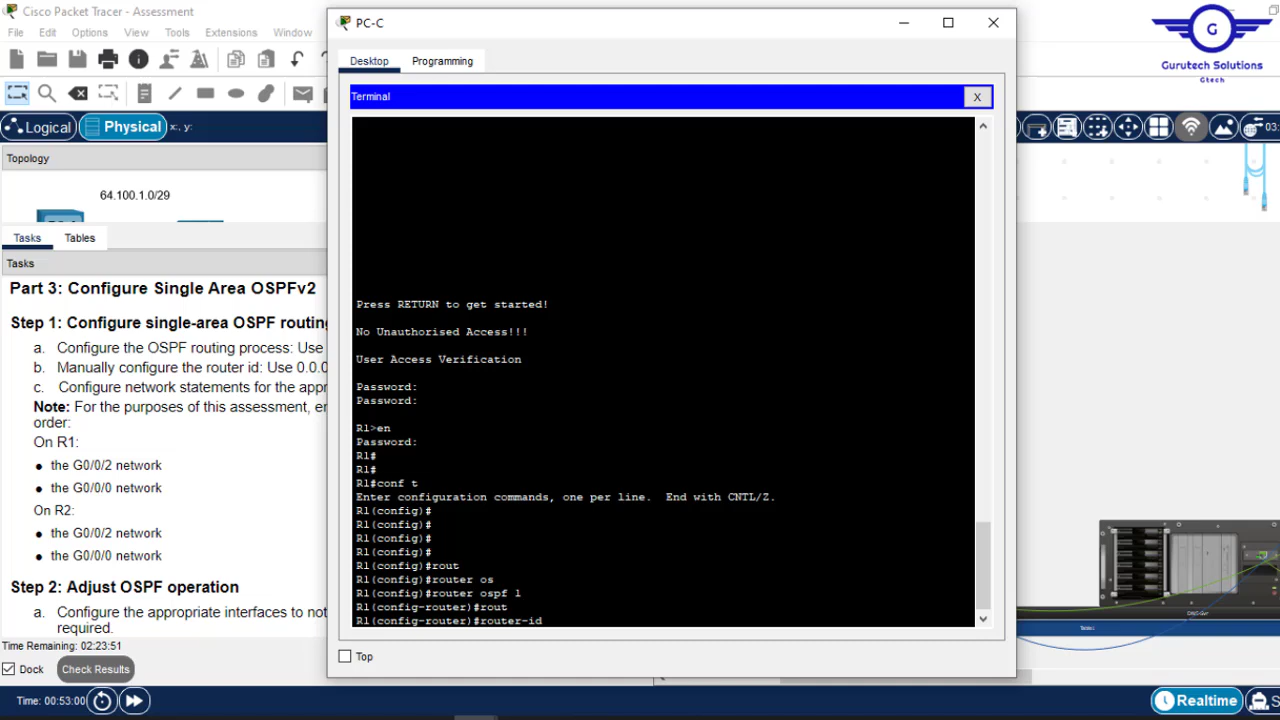 Cisco Packet Tracer - Assessment
File Edit Options View Tools Extensions Window
Logical Physical x:, y:
Topology
64.100.1.0/29
Tasks Tables
Tasks
Part 3: Configure Single Area OSPFv2
Step 1: Configure single-area OSPF routing
a. Configure the OSPF routing process: Use
b. Manually configure the router id: Use 0.0.0
c. Configure network statements for the appr
Note: For the purposes of this assessment, en
order:
On R1:
● the G0/0/2 network
● the G0/0/0 network
On R2:
● the G0/0/2 network
● the G0/0/0 network
Step 2: Adjust OSPF operation
a. Configure the appropriate interfaces to not
required.
Time Remaining: 02:23:51
Dock Check Results
Time: 00:53:00
PC-C
Desktop Programming
Terminal X
Press RETURN to get started!
No Unauthorised Access!!!
User Access Verification
Password:
Password:
R1>en
Password:
R1#
R1#
R1#conf t
Enter configuration commands, one per line.  End with CNTL/Z.
R1(config)#
R1(config)#
R1(config)#
R1(config)#
R1(config)#rout
R1(config)#router os
R1(config)#router ospf 1
R1(config-router)#rout
R1(config-router)#router-id
Top
G
Gurutech Solutions
Gtech
03:
Realtime
S